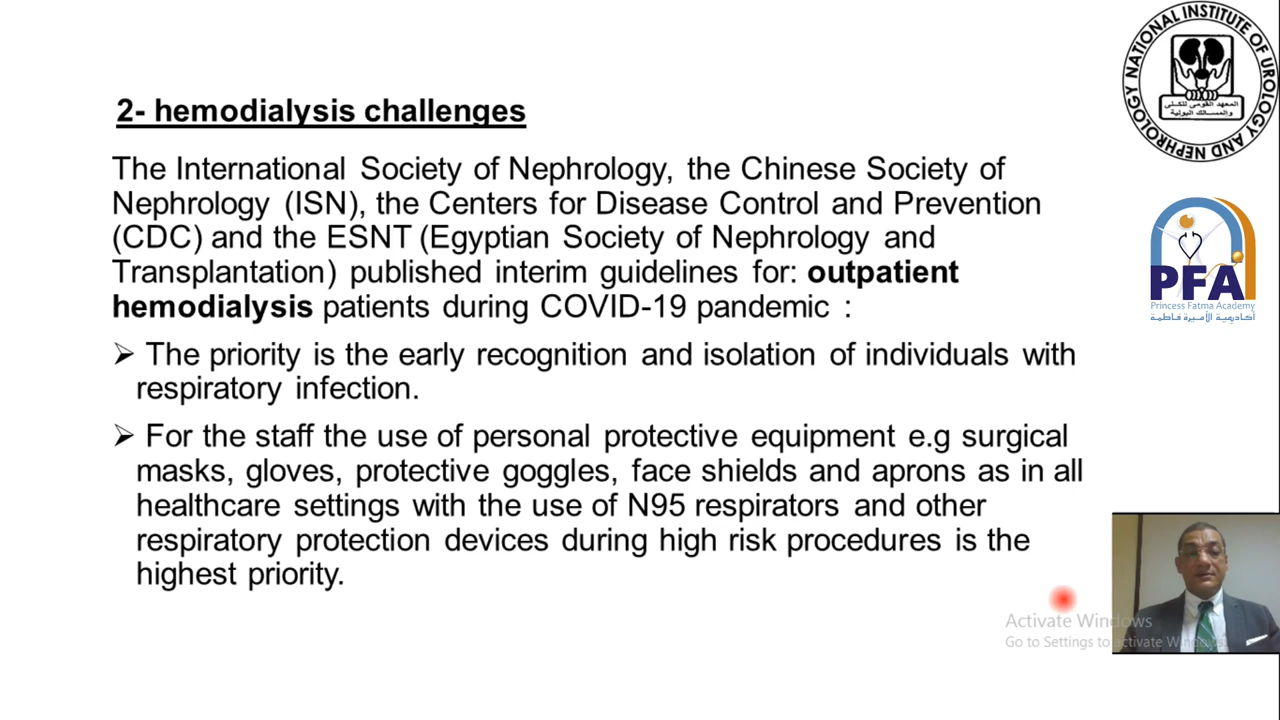 2- hemodialysis challenges
The International Society of Nephrology, the Chinese Society of
Nephrology (ISN), the Centers for Disease Control and Prevention
(CDC) and the ESNT (Egyptian Society of Nephrology and
Transplantation) published interim guidelines for: outpatient
hemodialysis patients during COVID-19 pandemic :
➢ The priority is the early recognition and isolation of individuals with
respiratory infection.
➢ For the staff the use of personal protective equipment e.g surgical
masks, gloves, protective goggles, face shields and aprons as in all
healthcare settings with the use of N95 respirators and other
respiratory protection devices during high risk procedures is the
highest priority.
NATIONAL INSTITUTE OF UROLOGY AND NEPHROLOGY
المعهد القومى للكلى
والمسالك البولية
PFA
Princess Fatma Academy
أكاديمية الأميرة فاطمة
Activate Windows
Go to Settings to activate Windows.